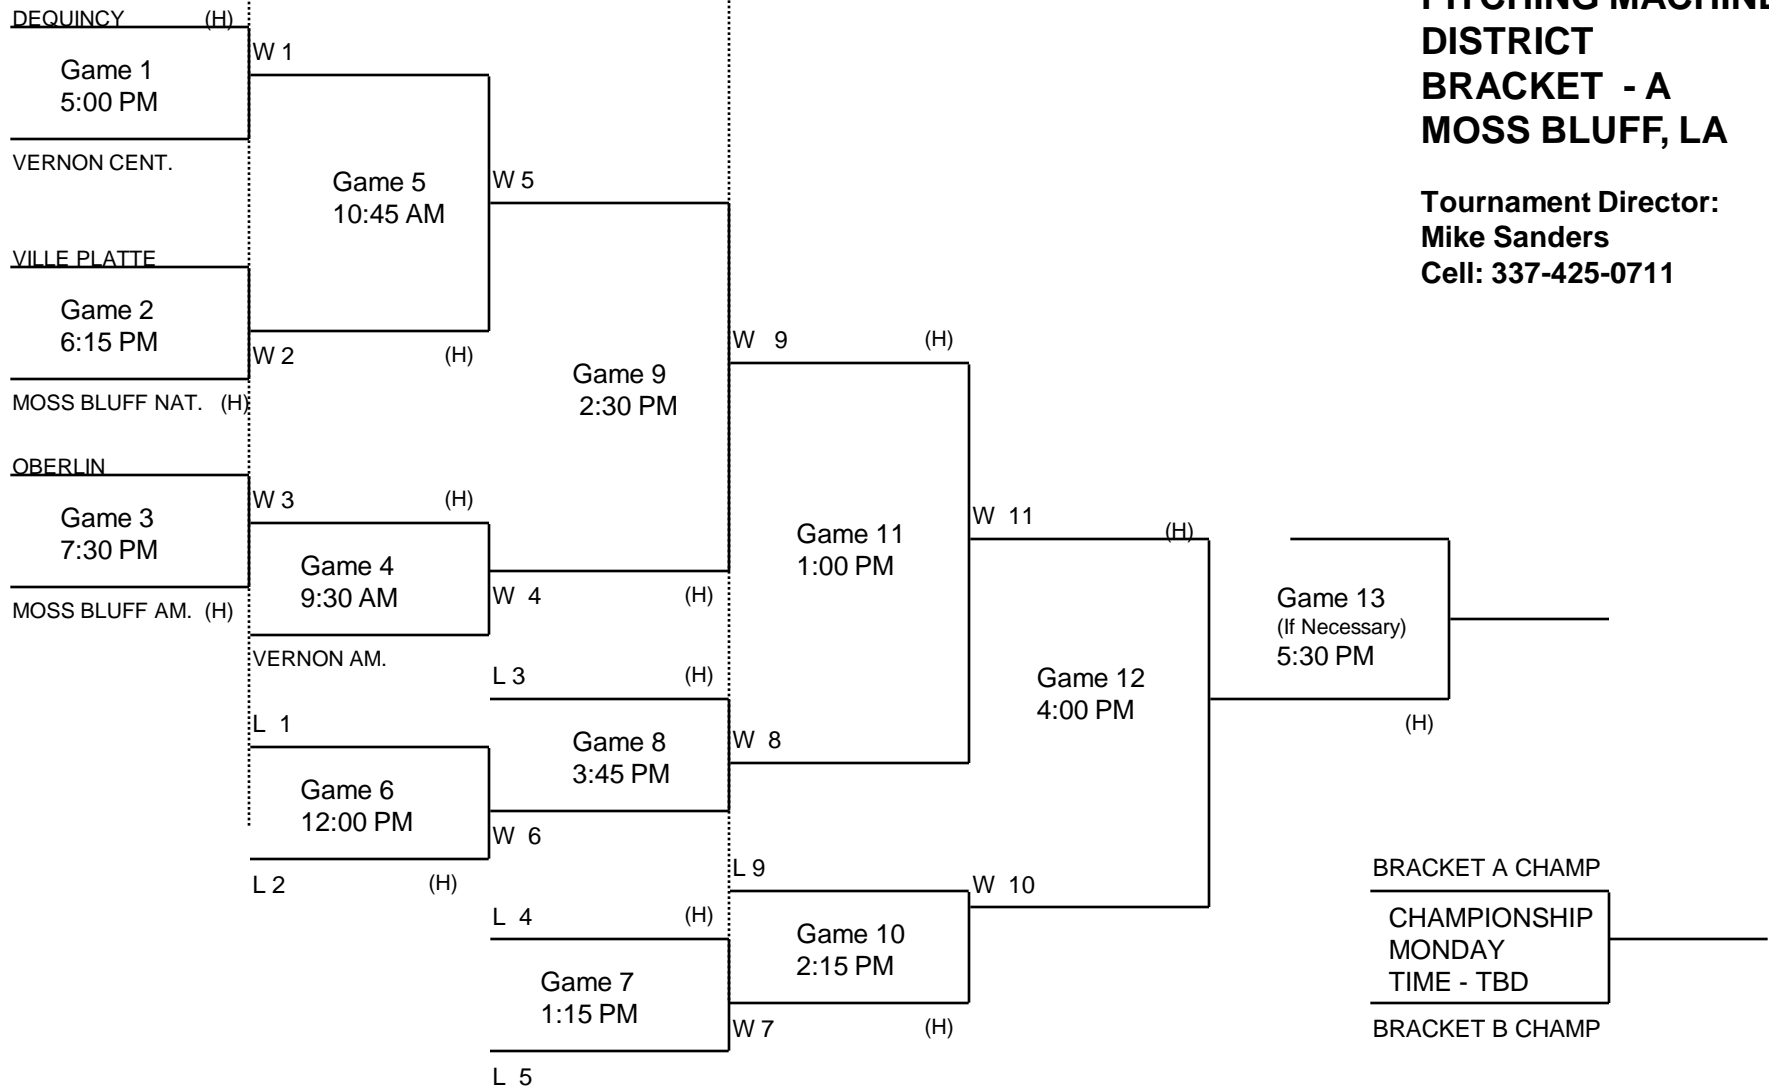 PITCHING MACHINE
DISTRICT
BRACKET - A
MOSS BLUFF, LA
Tournament Director:
Mike Sanders
Cell: 337-425-0711
DEQUINCY (H)
Game 1
5:00 PM
VERNON CENT.
VILLE PLATTE
Game 2
6:15 PM
MOSS BLUFF NAT. (H)
OBERLIN
Game 3
7:30 PM
MOSS BLUFF AM. (H)
W 1
Game 5
10:45 AM
W 2 (H)
W 3 (H)
Game 4
9:30 AM
VERNON AM.
L 1
Game 6
12:00 PM
L 2 (H)
W 5
Game 9
2:30 PM
W 4 (H)
L 3 (H)
Game 8
3:45 PM
W 6
L 4 (H)
Game 7
1:15 PM
L 5
W 9 (H)
Game 11
1:00 PM
W 8
L 9
Game 10
2:15 PM
W 7 (H)
W 11 (H)
Game 12
4:00 PM
W 10
Game 13
(If Necessary)
5:30 PM
(H)
BRACKET A CHAMP
CHAMPIONSHIP
MONDAY
TIME - TBD
BRACKET B CHAMP